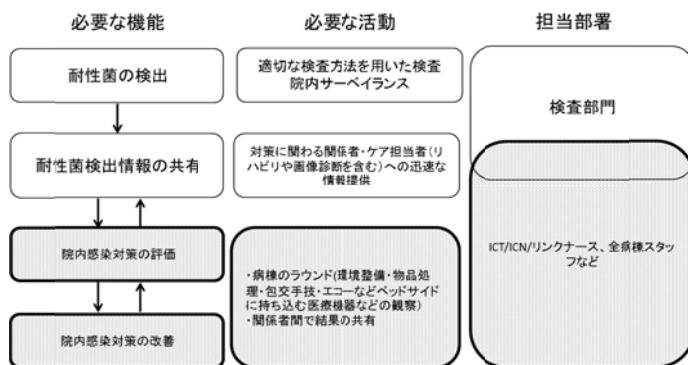 必要な機能
必要な活動
担当部署
耐性菌の検出
適切な検査方法を用いた検査
院内サーベイランス
検査部門
耐性菌検出情報の共有
対策に関わる関係者・ケア担当者(リ
ハビリや画像診断を含む)への迅速な
情報提供
院内感染対策の評価
・病棟のラウンド(環境整備・物品処
理・包交手技・エコーなどベッドサイド
に持ち込む医療機器などの観察)
・関係者間で結果の共有
ICT/ICN/リンクナース、全病棟スタッ
フなど
院内感染対策の改善